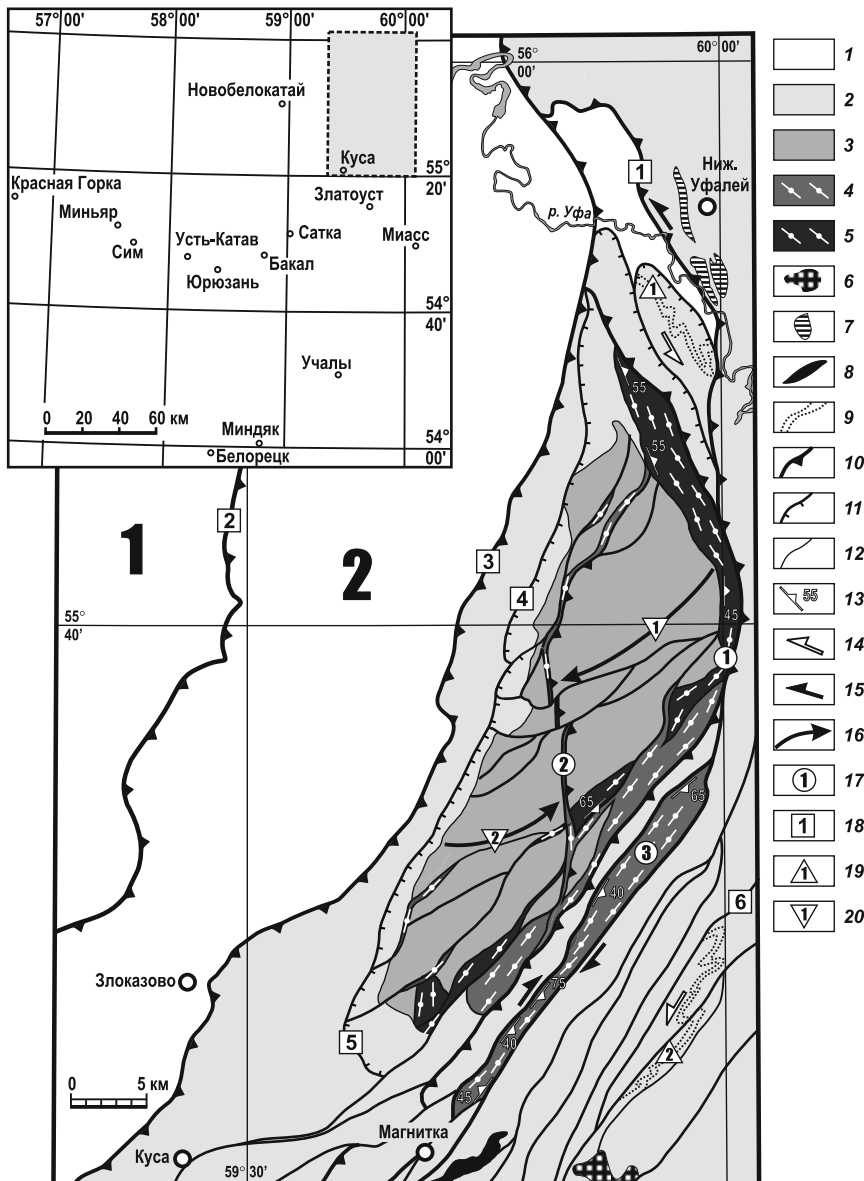 57° 00' 58° 00' 59° 00' 60° 00'
Новобелокатай
Куса
55° 20'
Красная Горка
Златоуст
Миньяр
Усть-Катав
Сатка
Миасс
Сим
Бакал
Юрюзань
54° 40'
Учалы
0 20 40 60 км
Миндяк
54° 00'
Белорецк
56° 00'
60° 00'
1
Ниж. Уфалей
р. Уфа
1
55
55
2
1
2
3
4
55° 40'
45
1
1
2
65
65
2
3
40
6
Злоказово
75
5
40
2
0 5 км
45
Магнитка
Куса
59° 30'
1
2
3
4
5
6
7
8
9
10
11
12
55 13
14
15
16
1 17
1 18
1 19
1 20